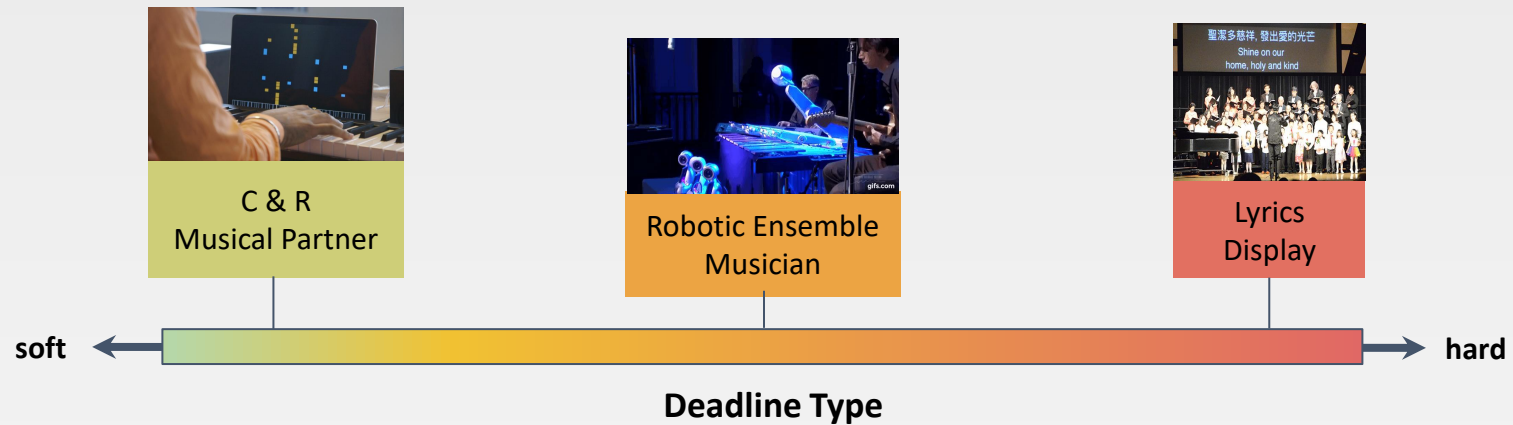 聖潔多慈祥, 發出愛的光芒
Shine on our
home, holy and kind
gifs.com
C & R
Musical Partner
Robotic Ensemble
Musician
Lyrics
Display
soft
hard
Deadline Type